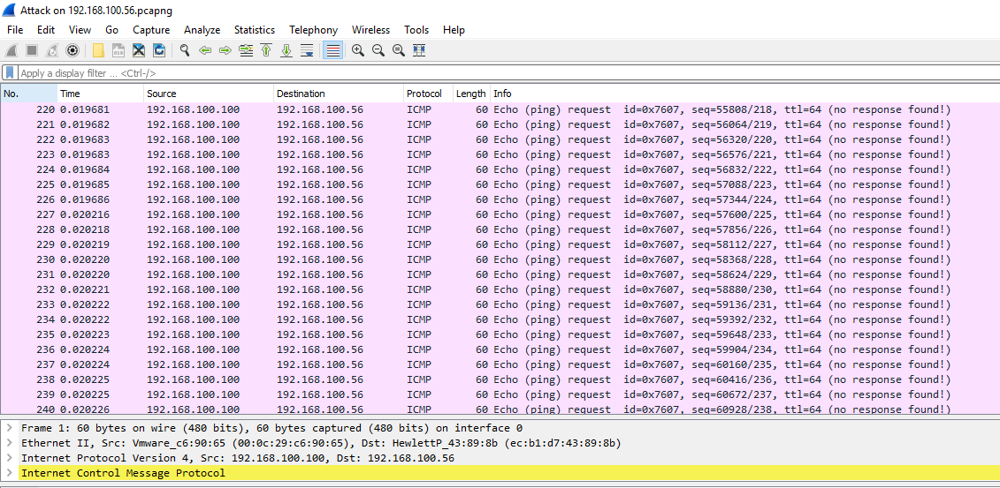 Attack on 192.168.100.56.pcapng
File Edit View Go Capture Analyze Statistics Telephony Wireless Tools Help
Apply a display filter ... <Ctrl-/>
No. Time Source Destination Protocol Length Info
220 0.019681 192.168.100.100 192.168.100.56 ICMP 60 Echo (ping) request id=0x7607, seq=55808/218, ttl=64 (no response found!)
221 0.019682 192.168.100.100 192.168.100.56 ICMP 60 Echo (ping) request id=0x7607, seq=56064/219, ttl=64 (no response found!)
222 0.019683 192.168.100.100 192.168.100.56 ICMP 60 Echo (ping) request id=0x7607, seq=56320/220, ttl=64 (no response found!)
223 0.019683 192.168.100.100 192.168.100.56 ICMP 60 Echo (ping) request id=0x7607, seq=56576/221, ttl=64 (no response found!)
224 0.019684 192.168.100.100 192.168.100.56 ICMP 60 Echo (ping) request id=0x7607, seq=56832/222, ttl=64 (no response found!)
225 0.019685 192.168.100.100 192.168.100.56 ICMP 60 Echo (ping) request id=0x7607, seq=57088/223, ttl=64 (no response found!)
226 0.019686 192.168.100.100 192.168.100.56 ICMP 60 Echo (ping) request id=0x7607, seq=57344/224, ttl=64 (no response found!)
227 0.020216 192.168.100.100 192.168.100.56 ICMP 60 Echo (ping) request id=0x7607, seq=57600/225, ttl=64 (no response found!)
228 0.020218 192.168.100.100 192.168.100.56 ICMP 60 Echo (ping) request id=0x7607, seq=57856/226, ttl=64 (no response found!)
229 0.020219 192.168.100.100 192.168.100.56 ICMP 60 Echo (ping) request id=0x7607, seq=58112/227, ttl=64 (no response found!)
230 0.020220 192.168.100.100 192.168.100.56 ICMP 60 Echo (ping) request id=0x7607, seq=58368/228, ttl=64 (no response found!)
231 0.020220 192.168.100.100 192.168.100.56 ICMP 60 Echo (ping) request id=0x7607, seq=58624/229, ttl=64 (no response found!)
232 0.020221 192.168.100.100 192.168.100.56 ICMP 60 Echo (ping) request id=0x7607, seq=58880/230, ttl=64 (no response found!)
233 0.020222 192.168.100.100 192.168.100.56 ICMP 60 Echo (ping) request id=0x7607, seq=59136/231, ttl=64 (no response found!)
234 0.020222 192.168.100.100 192.168.100.56 ICMP 60 Echo (ping) request id=0x7607, seq=59392/232, ttl=64 (no response found!)
235 0.020223 192.168.100.100 192.168.100.56 ICMP 60 Echo (ping) request id=0x7607, seq=59648/233, ttl=64 (no response found!)
236 0.020224 192.168.100.100 192.168.100.56 ICMP 60 Echo (ping) request id=0x7607, seq=59904/234, ttl=64 (no response found!)
237 0.020224 192.168.100.100 192.168.100.56 ICMP 60 Echo (ping) request id=0x7607, seq=60160/235, ttl=64 (no response found!)
238 0.020225 192.168.100.100 192.168.100.56 ICMP 60 Echo (ping) request id=0x7607, seq=60416/236, ttl=64 (no response found!)
239 0.020225 192.168.100.100 192.168.100.56 ICMP 60 Echo (ping) request id=0x7607, seq=60672/237, ttl=64 (no response found!)
240 0.020226 192.168.100.100 192.168.100.56 ICMP 60 Echo (ping) request id=0x7607, seq=60928/238, ttl=64 (no response found!)
Frame 1: 60 bytes on wire (480 bits), 60 bytes captured (480 bits) on interface 0
Ethernet II, Src: Vmware_c6:90:65 (00:0c:29:c6:90:65), Dst: HewlettP_43:89:8b (ec:b1:d7:43:89:8b)
Internet Protocol Version 4, Src: 192.168.100.100, Dst: 192.168.100.56
Internet Control Message Protocol